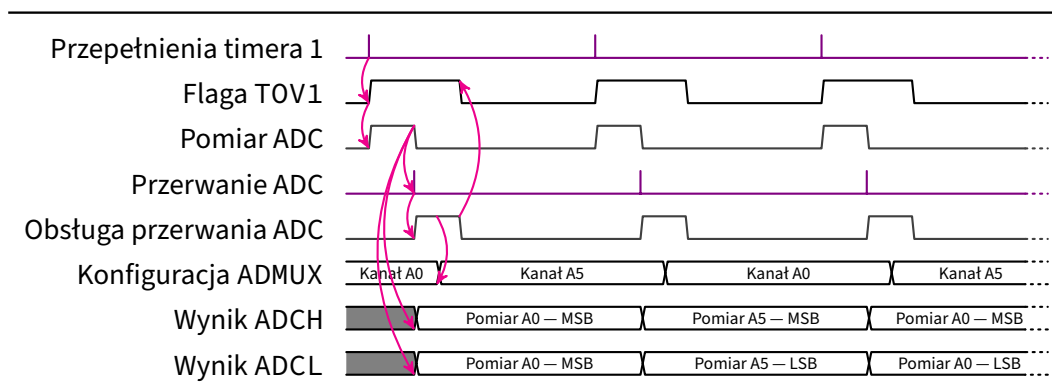 Przepełnienia timera 1
Flaga TOV1
Pomiar ADC
Przerwanie ADC
Obsługa przerwania ADC
Konfiguracja ADMUX Kanał A0 Kanał A5 Kanał A0 Kanał A5
Wynik ADCH Pomiar A0 — MSB Pomiar A5 — MSB Pomiar A0 — MSB
Wynik ADCL Pomiar A0 — MSB Pomiar A5 — LSB Pomiar A0 — LSB